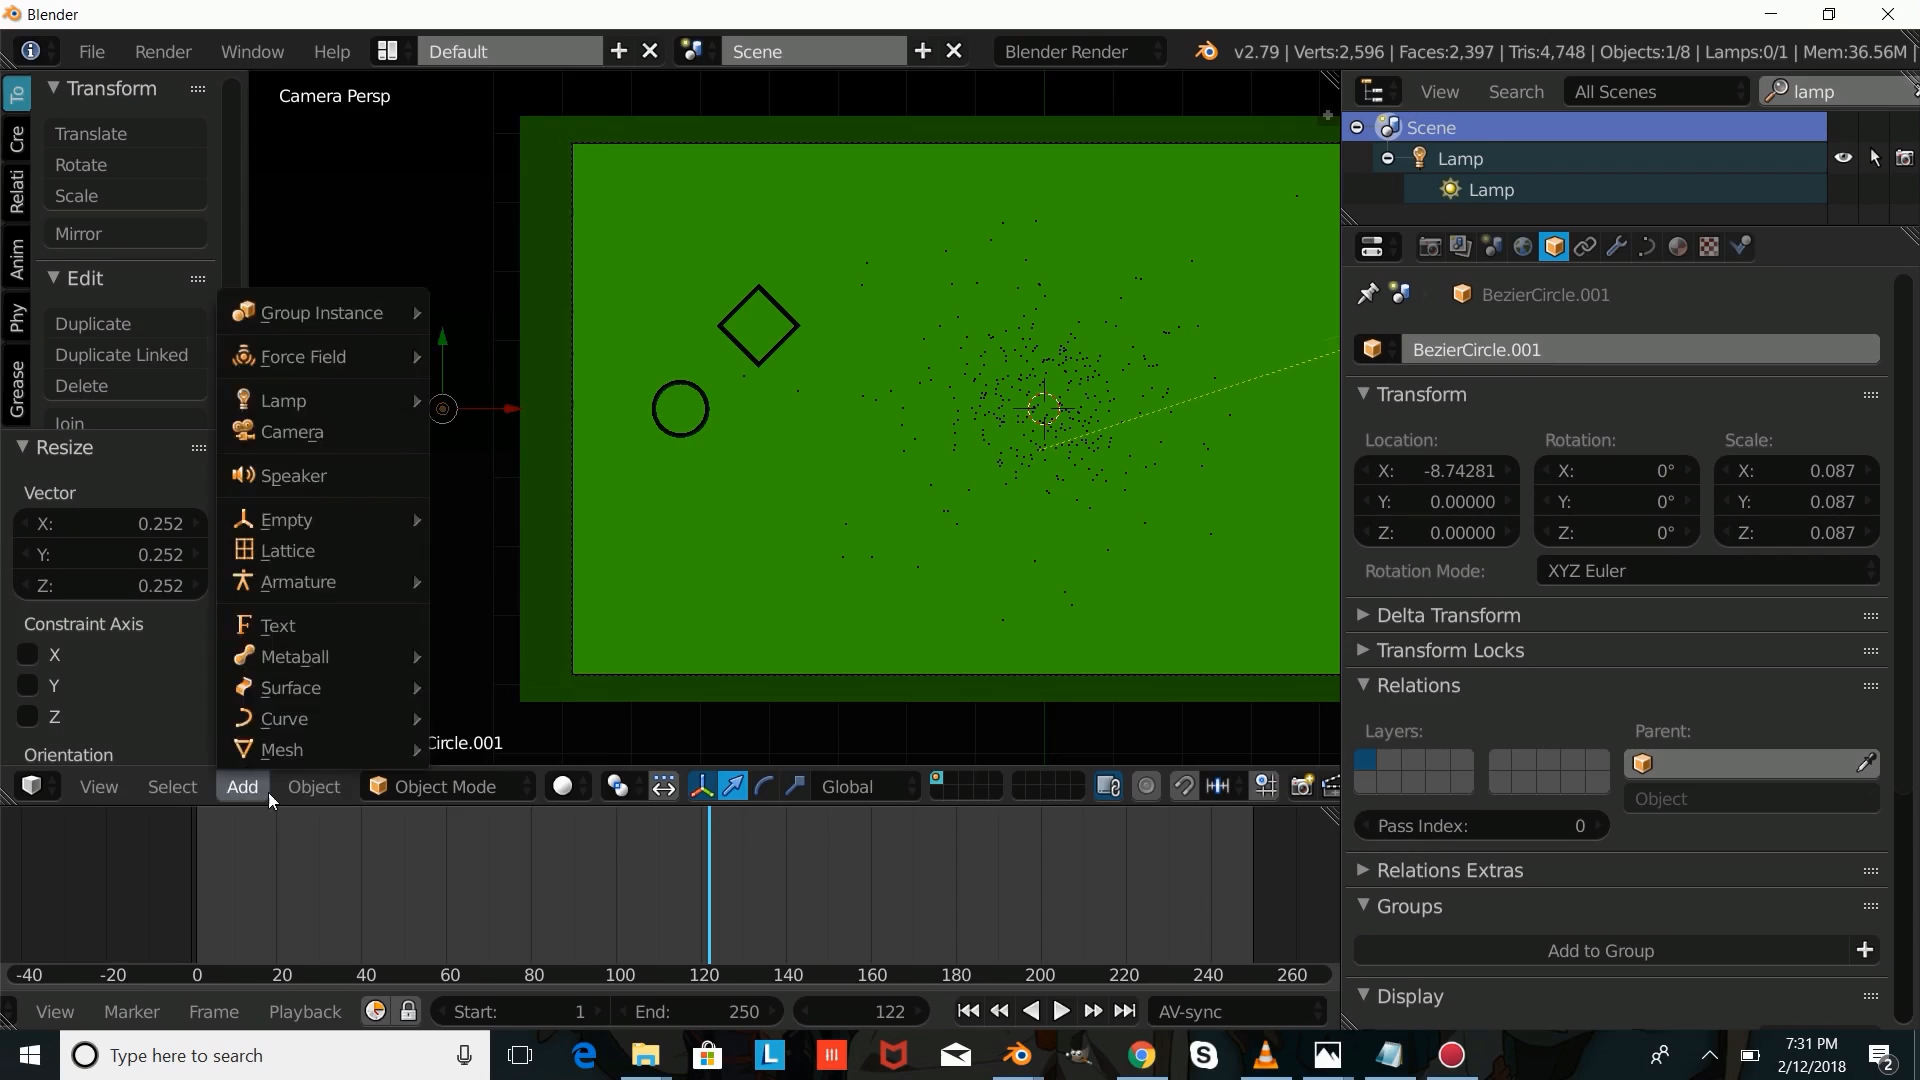 Blender
File Render Window Help Default Scene Blender Render v2.79 | Verts:2,596 | Faces:2,397 | Tris:4,748 | Objects:1/8 | Lamps:0/1 | Mem:36.56M |
To
Cre
Relati
Anim
Phy
Grease
Transform
Translate
Rotate
Scale
Mirror
Edit
Duplicate
Duplicate Linked
Delete
Join
Resize
Vector
X: 0.252
Y: 0.252
Z: 0.252
Constraint Axis
X
Y
Z
Orientation
Camera Persp
Group Instance
Force Field
Lamp
Camera
Speaker
Empty
Lattice
Armature
Text
Metaball
Surface
Curve
Mesh
Circle.001
View Select Add Object Object Mode Global
-40 -20 0 20 40 60 80 100 120 140 160 180 200 220 240 260
View Marker Frame Playback Start: 1 End: 250 122 AV-sync
View Search All Scenes lamp
Scene
Lamp
Lamp
BezierCircle.001
BezierCircle.001
Transform
Location: Rotation: Scale:
X: -8.74281 X: 0° X: 0.087
Y: 0.00000 Y: 0° Y: 0.087
Z: 0.00000 Z: 0° Z: 0.087
Rotation Mode: XYZ Euler
Delta Transform
Transform Locks
Relations
Layers: Parent:
Object
Pass Index: 0
Relations Extras
Groups
Add to Group
Display
Type here to search
7:31 PM
2/12/2018
2